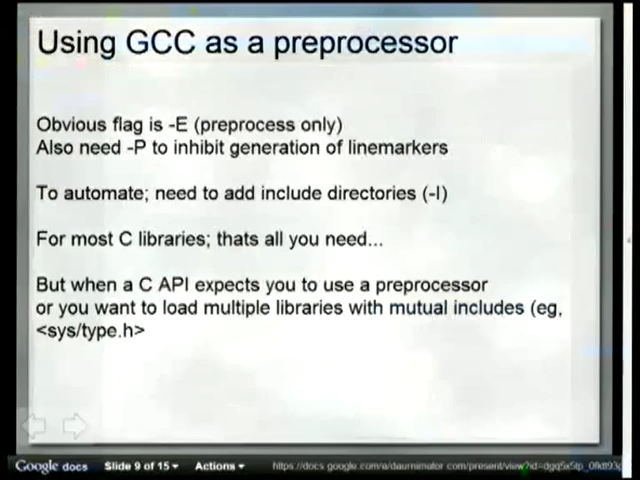 Using GCC as a preprocessor
Obvious flag is -E (preprocess only)
Also need -P to inhibit generation of linemarkers
To automate; need to add include directories (-I)
For most C libraries; thats all you need...
But when a C API expects you to use a preprocessor
or you want to load multiple libraries with mutual includes (eg,
<sys/type.h>
Google docs Slide 9 of 15 Actions